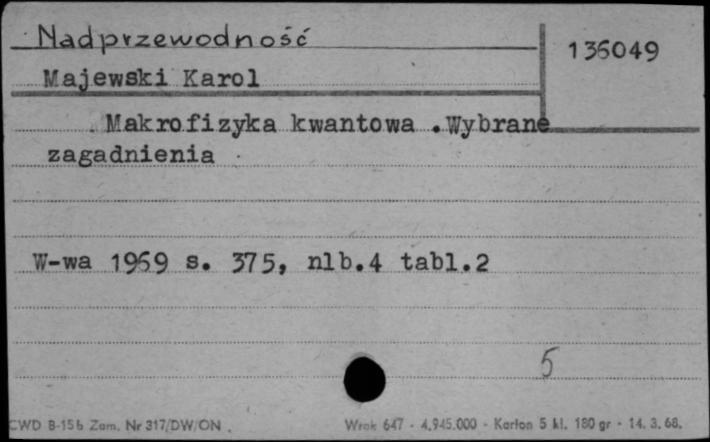 Nadprzewodność
136049
Majewski Karol
Makrofizyka kwantowa .Wybrane
zagadnienia
W-wa 1969 s. 375, nlb.4 tabl.2
5
CWD B-15b Zam. Nr 317/DW/ON . Wrok 647 - 4.945.000 - Karton 5 kl. 180 gr - 14. 3. 68.